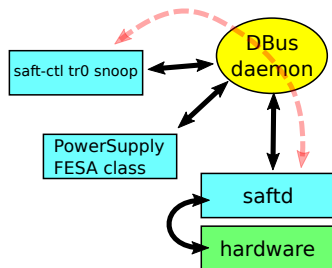 DBus
daemon
saft-ctl tr0 snoop
PowerSupply
FESA class
saftd
hardware